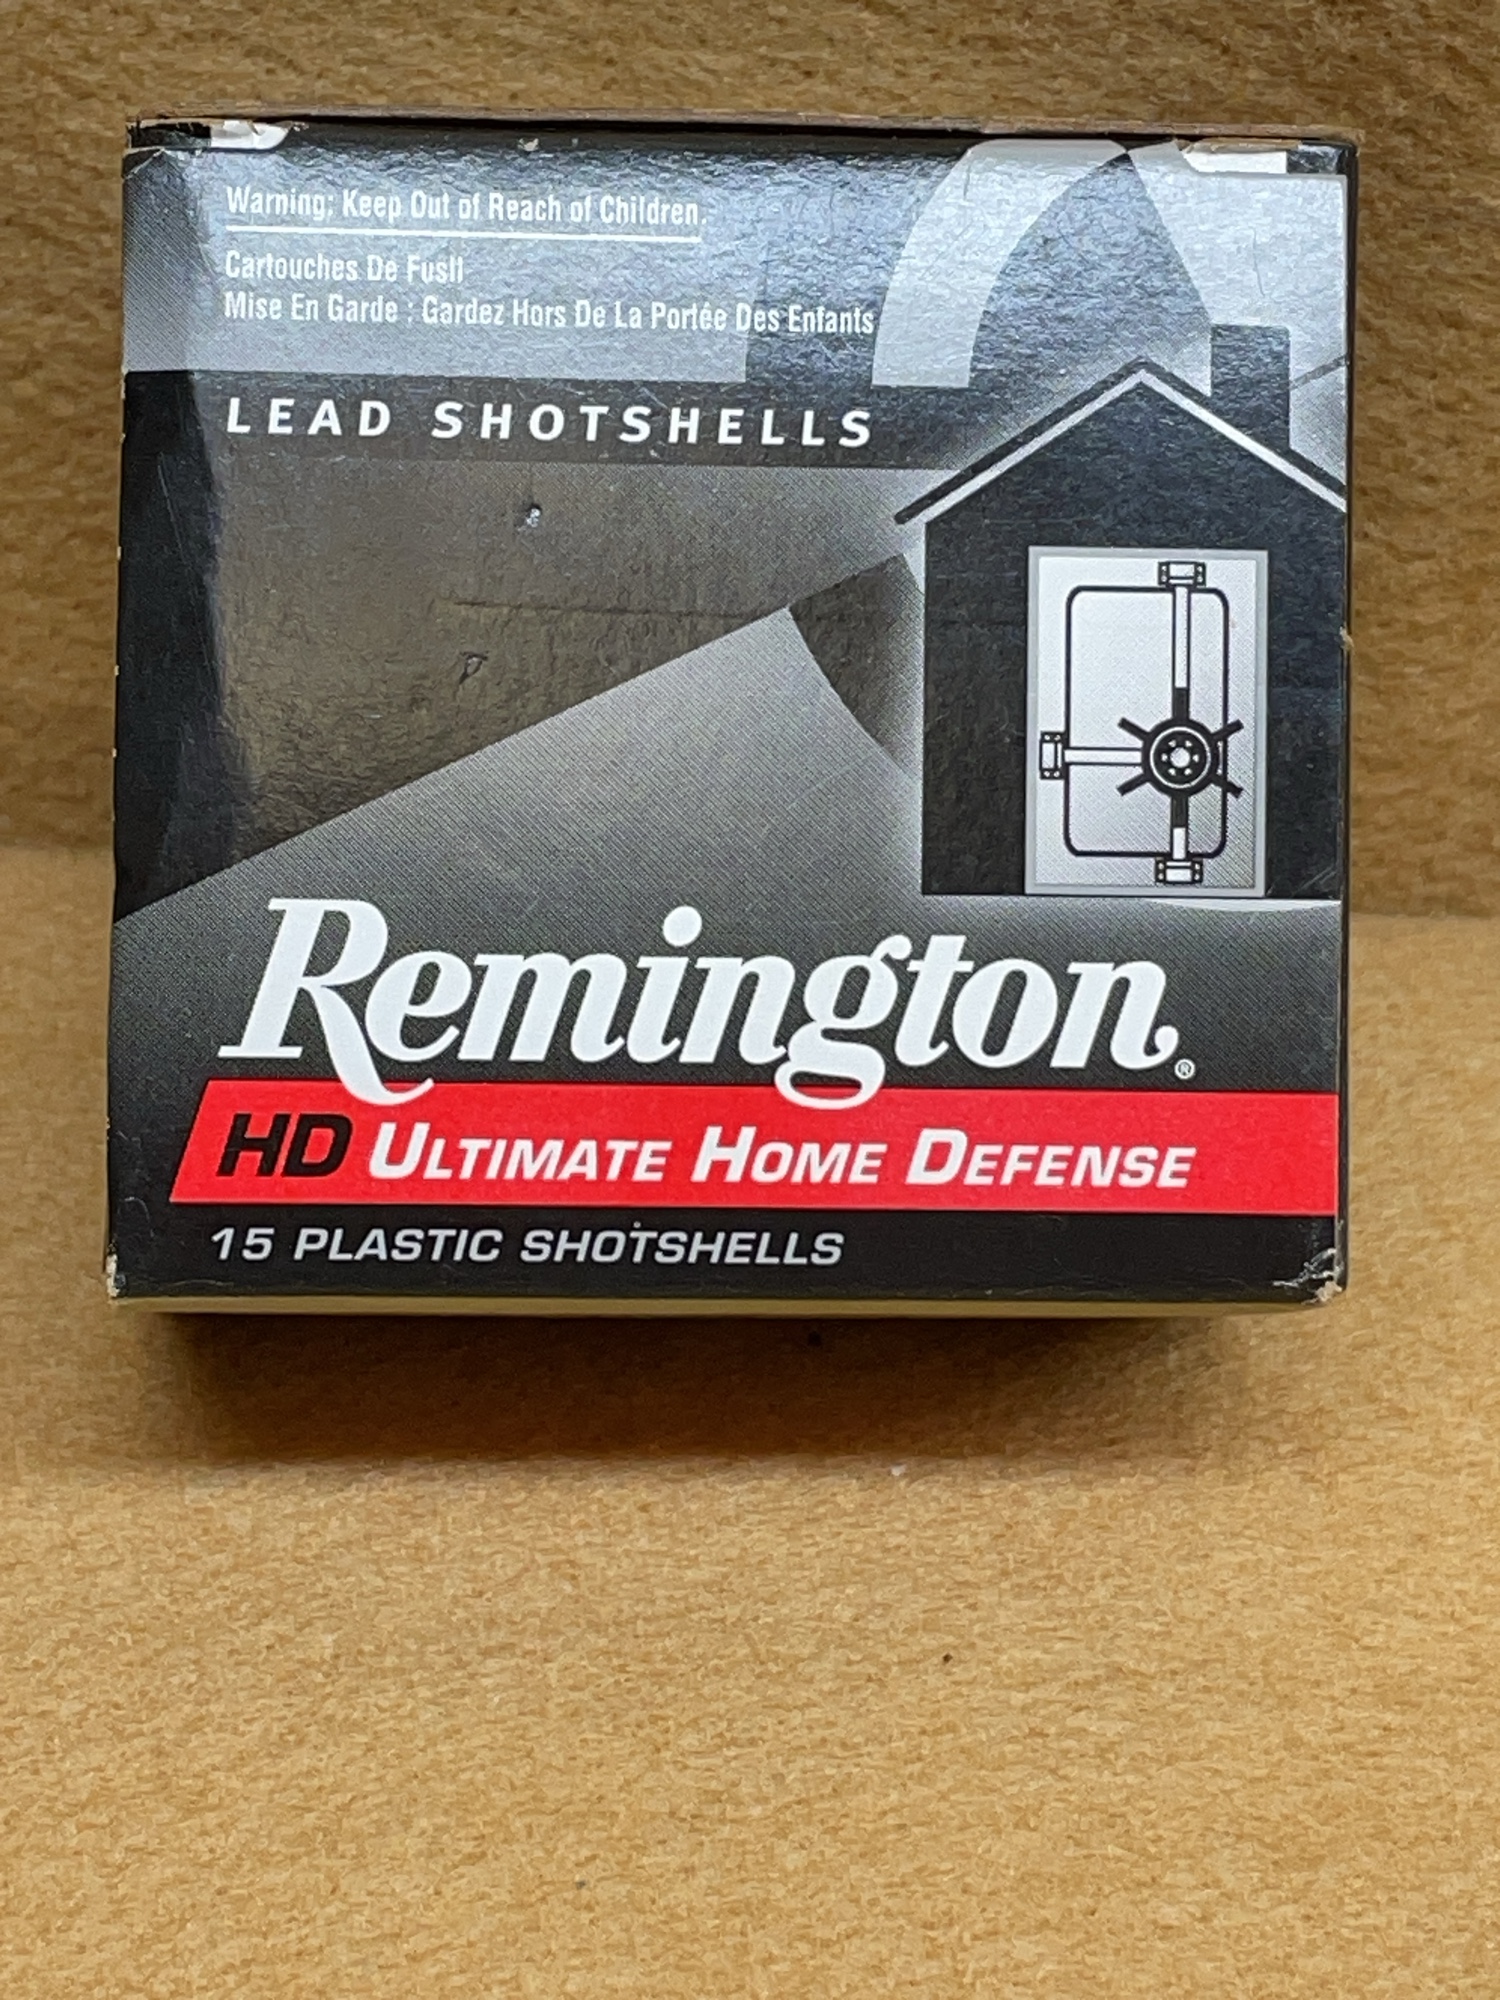 Warning: Keep Out of Reach of Children.
Cartouches De Fusil
Mise En Garde : Gardez Hors De La Portée Des Enfants
LEAD SHOTSHELLS
Remington®
HD ULTIMATE HOME DEFENSE
15 PLASTIC SHOTSHELLS